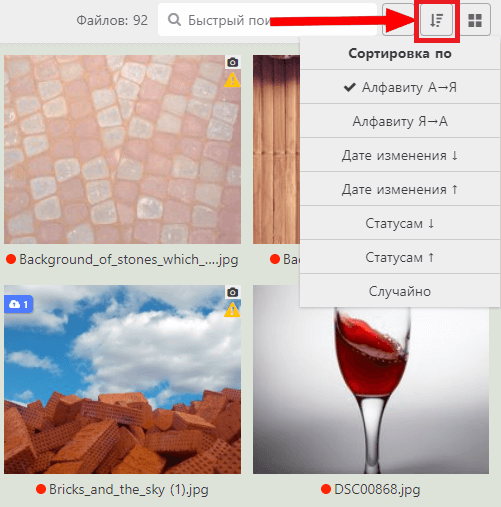 Файлов: 92
Быстрый пои
Сортировка по
Алфавиту А→Я
Алфавиту Я→А
Дате изменения ↓
Дате изменения ↑
Статусам ↓
Статусам ↑
Случайно
Background_of_stones_which_....jpg
Bac
1
Bricks_and_the_sky (1).jpg
DSC00868.jpg